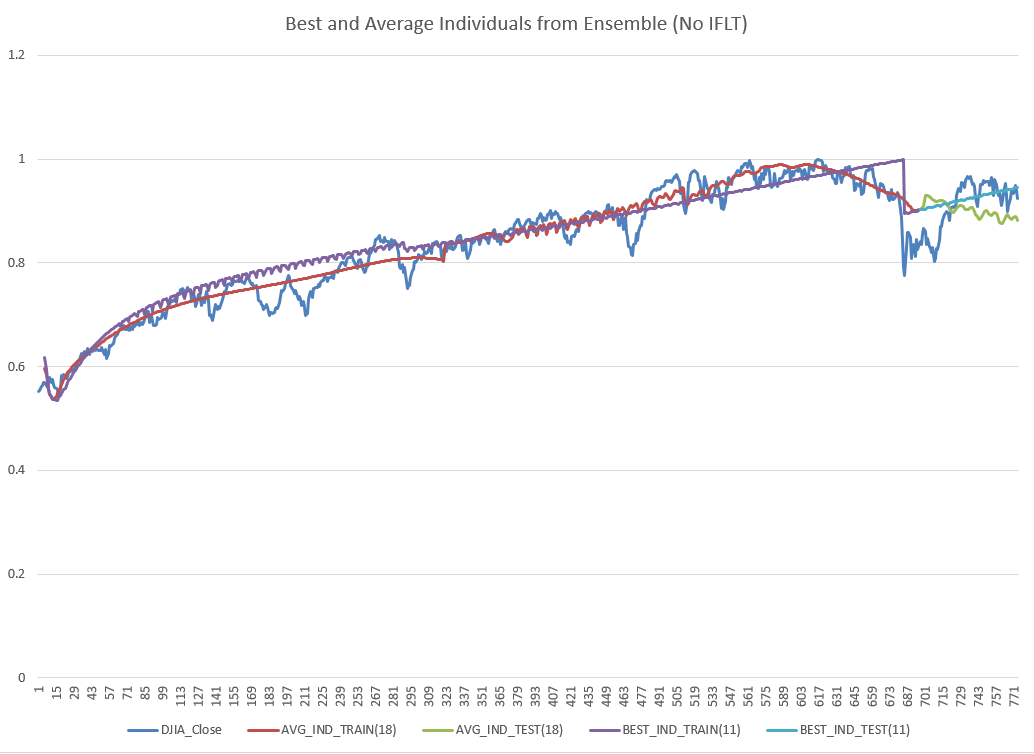 Best and Average Individuals from Ensemble (No IFLT)
1.2
1
0.8
0.6
0.4
0.2
0
1 15 29 43 57 71 85 99 113 127 141 155 169 183 197 211 225 239 253 267 281 295 309 323 337 351 365 379 393 407 421 435 449 463 477 491 505 519 533 547 561 575 589 603 617 631 645 659 673 687 701 715 729 743 757 771
DJIA_Close AVG_IND_TRAIN(18) AVG_IND_TEST(18) BEST_IND_TRAIN(11) BEST_IND_TEST(11)